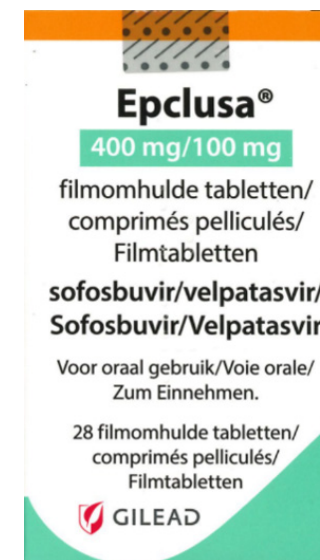 Epclusa®
400 mg/100 mg
filmomhulde tabletten/
comprimés pelliculés/
Filmtabletten
sofosbuvir/velpatasvir/
Sofosbuvir/Velpatasvir
Voor oraal gebruik/Voie orale/
Zum Einnehmen.
28 filmomhulde tabletten/
comprimés pelliculés/
Filmtabletten
GILEAD